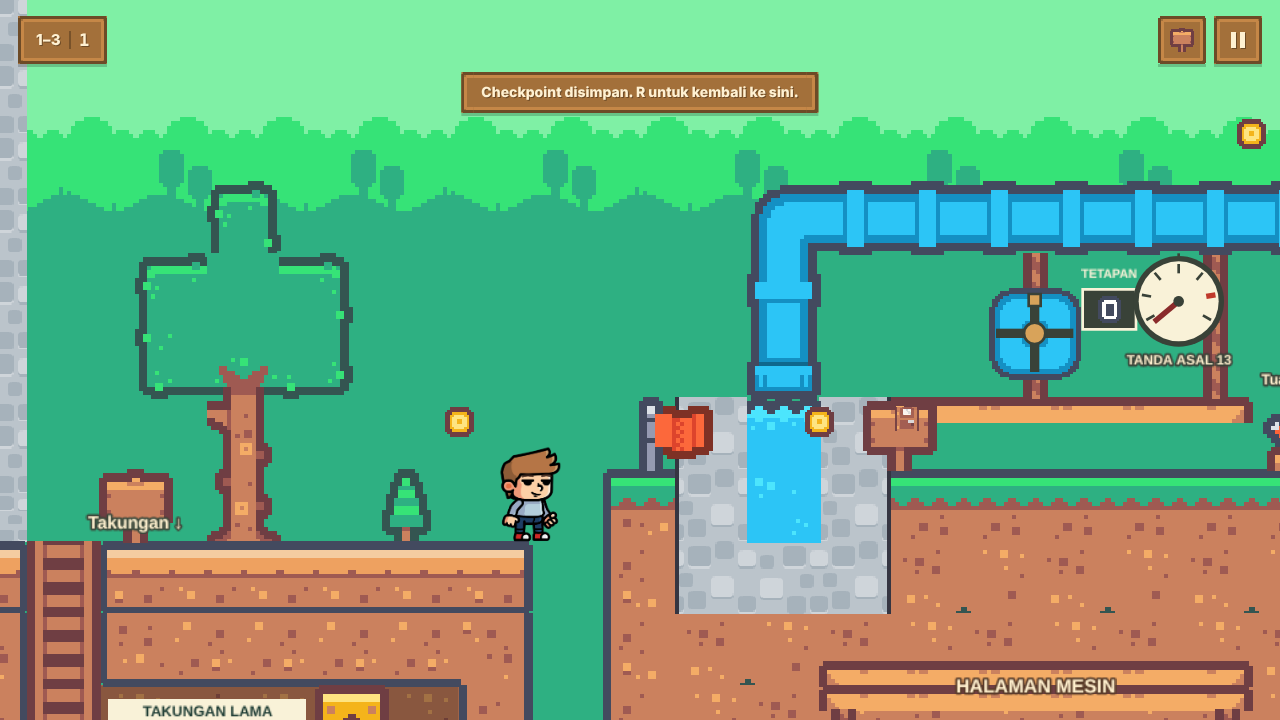 1–3 | 1
Checkpoint disimpan. R untuk kembali ke sini.
TETAPAN
0
TANDA ASAL 13
Takungan ↓
HALAMAN MESIN
TAKUNGAN LAMA